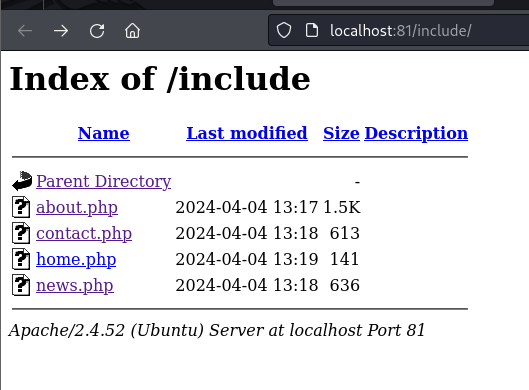 localhost:81/include/
Index of /include
Name Last modified Size Description
Parent Directory -
about.php 2024-04-04 13:17 1.5K
contact.php 2024-04-04 13:18 613
home.php 2024-04-04 13:19 141
news.php 2024-04-04 13:18 636
Apache/2.4.52 (Ubuntu) Server at localhost Port 81